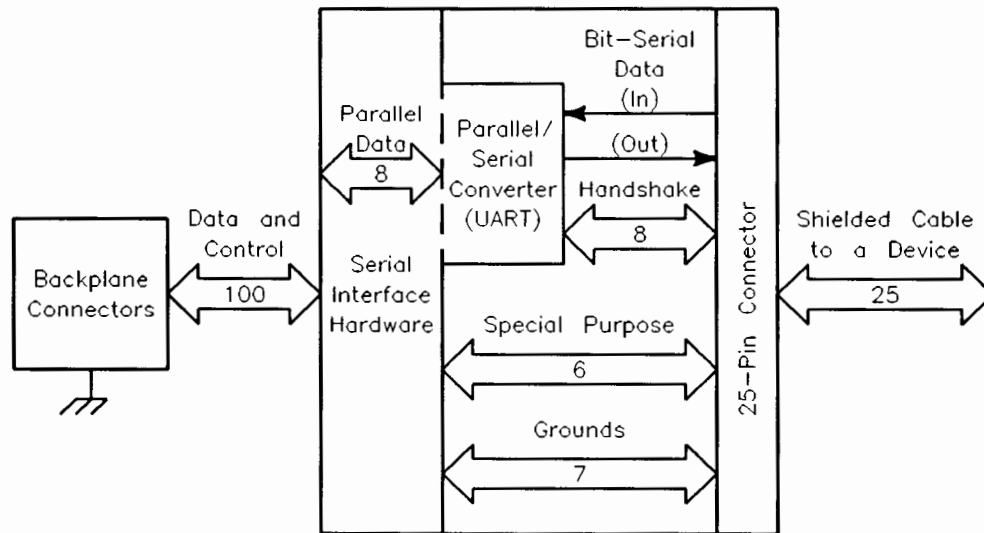 Bit-Serial
Data
(In)
(Out)
Parallel
Data
8
Parallel/
Serial
Converter
(UART)
Handshake
8
Data and
Control
100
Backplane
Connectors
Serial
Interface
Hardware
Special Purpose
6
Grounds
7
25-Pin Connector
Shielded Cable
to a Device
25